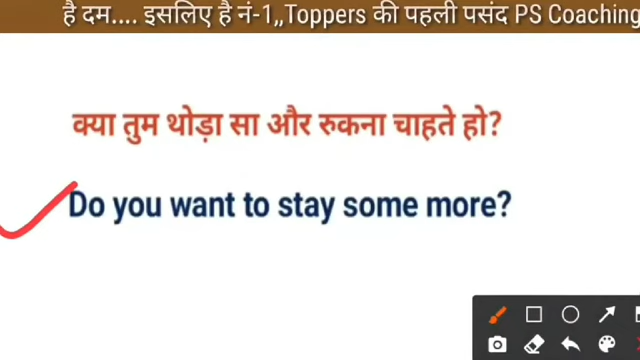 है दम.... इसलिए है नं-1,,Toppers की पहली पसंद PS Coaching
क्या तुम थोड़ा सा और रुकना चाहते हो?
Do you want to stay some more?